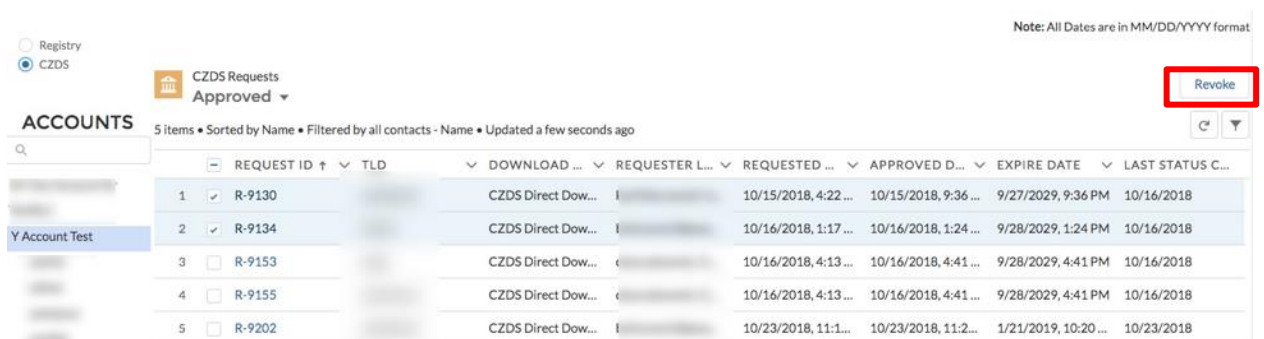 Note: All Dates are in MM/DD/YYYY format
Registry
CZDS
CZDS Requests
Approved
Revoke
ACCOUNTS
5 items • Sorted by Name • Filtered by all contacts - Name • Updated a few seconds ago
REQUEST ID TLD DOWNLOAD ... REQUESTER L... REQUESTED ... APPROVED D... EXPIRE DATE LAST STATUS C...
1 R-9130 CZDS Direct Dow... 10/15/2018, 4:22 ... 10/15/2018, 9:36 ... 9/27/2029, 9:36 PM 10/16/2018
Y Account Test
2 R-9134 CZDS Direct Dow... 10/16/2018, 1:17 ... 10/16/2018, 1:24 ... 9/28/2029, 1:24 PM 10/16/2018
3 R-9153 CZDS Direct Dow... 10/16/2018, 4:13 ... 10/16/2018, 4:41 ... 9/28/2029, 4:41 PM 10/16/2018
4 R-9155 CZDS Direct Dow... 10/16/2018, 4:13 ... 10/16/2018, 4:41 ... 9/28/2029, 4:41 PM 10/16/2018
5 R-9202 CZDS Direct Dow... 10/23/2018, 11:1... 10/23/2018, 11:2... 1/21/2019, 10:20 ... 10/23/2018